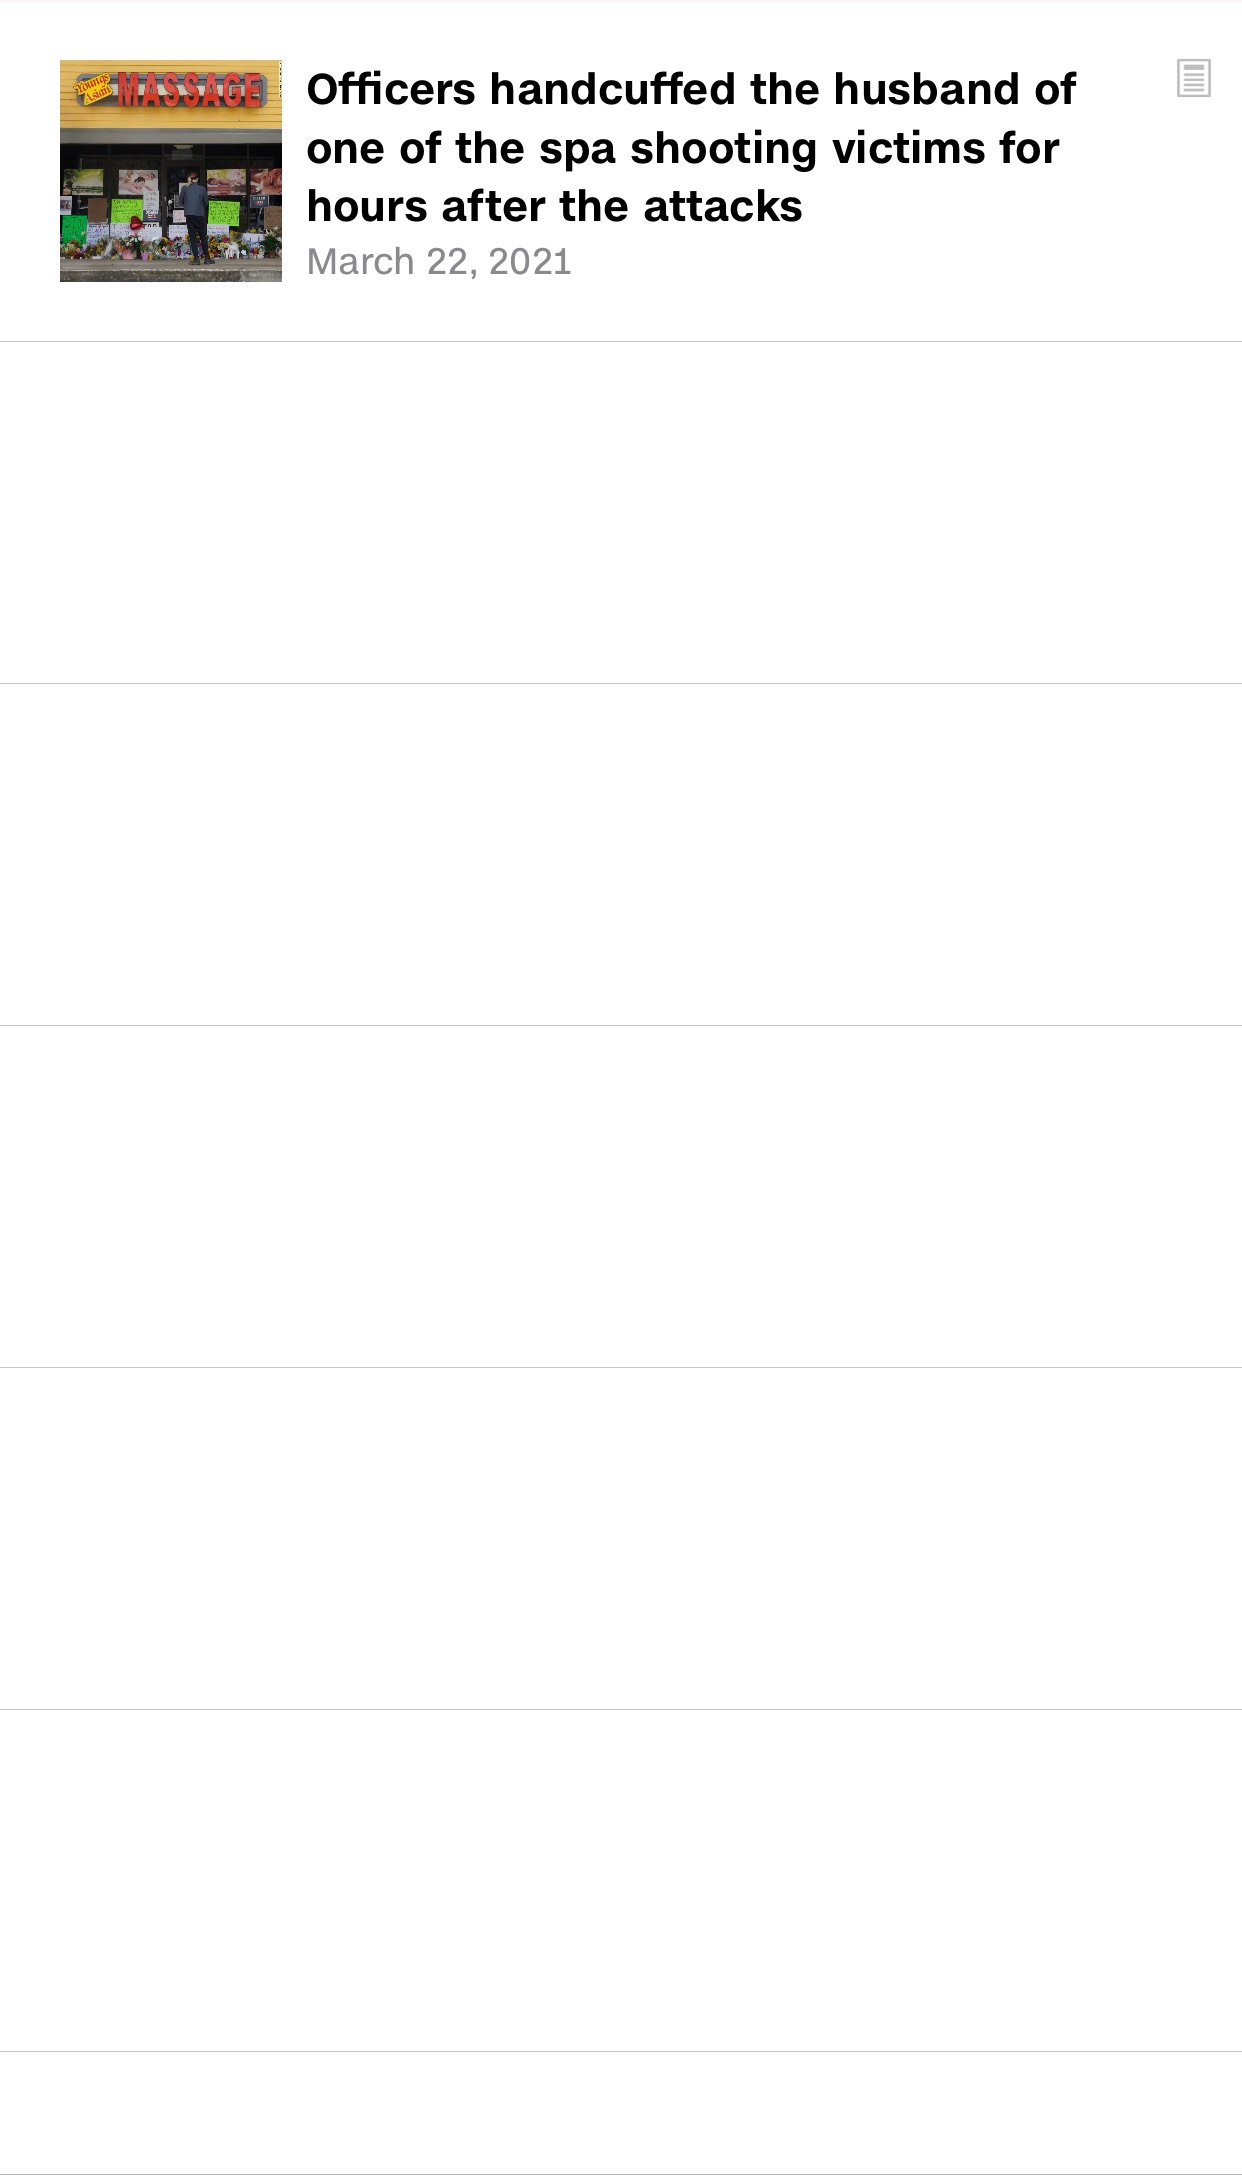 Young's
Asian
MASSAGE
Officers handcuffed the husband of
one of the spa shooting victims for
hours after the attacks
March 22, 2021